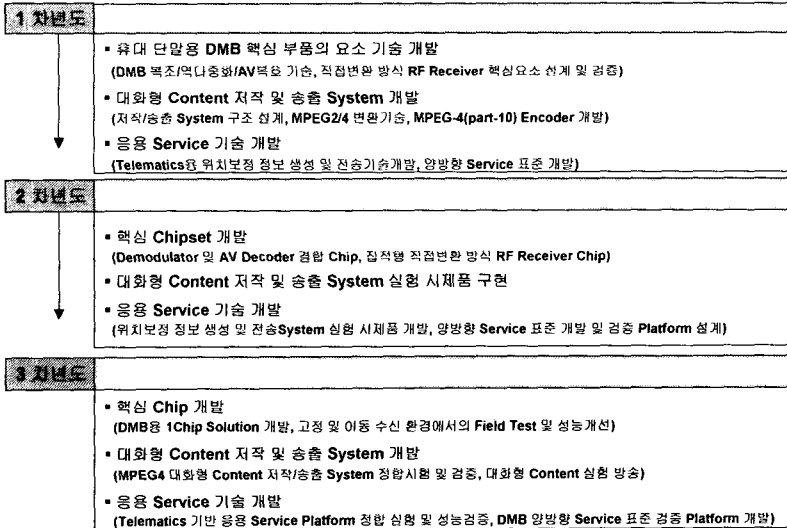 1 차년도
▪ 휴대 단말용 DMB 핵심 부품의 요소 기술 개발
(DMB 복조/역다중화/AV복호 기술, 직접변환 방식 RF Receiver 핵심요소 설계 및 검증)
▪ 대화형 Content 저작 및 송출 System 개발
(저작/송출 System 구조 설계, MPEG2/4 변환기술, MPEG-4(part-10) Encoder 개발)
▪ 응용 Service 기술 개발
(Telematics용 위치보정 정보 생성 및 전송기술개발, 양방향 Service 표준 개발)
2 차년도
▪ 핵심 Chipset 개발
(Demodulator 및 AV Decoder 결합 Chip, 집적형 직접변환 방식 RF Receiver Chip)
▪ 대화형 Content 저작 및 송출 System 실험 시제품 구현
▪ 응용 Service 기술 개발
(위치보정 정보 생성 및 전송System 실험 시제품 개발, 양방향 Service 표준 개발 및 검증 Platform 설계)
3 차년도
▪ 핵심 Chip 개발
(DMB용 1Chip Solution 개발, 고정 및 이동 수신 환경에서의 Field Test 및 성능개선)
▪ 대화형 Content 저작 및 송출 System 개발
(MPEG4 대화형 Content 저작/송출 System 정합시험 및 검증, 대화형 Content 실험 방송)
▪ 응용 Service 기술 개발
(Telematics 기반 응용 Service Platform 정합 실험 및 성능검증, DMB 양방향 Service 표준 검증 Platform 개발)